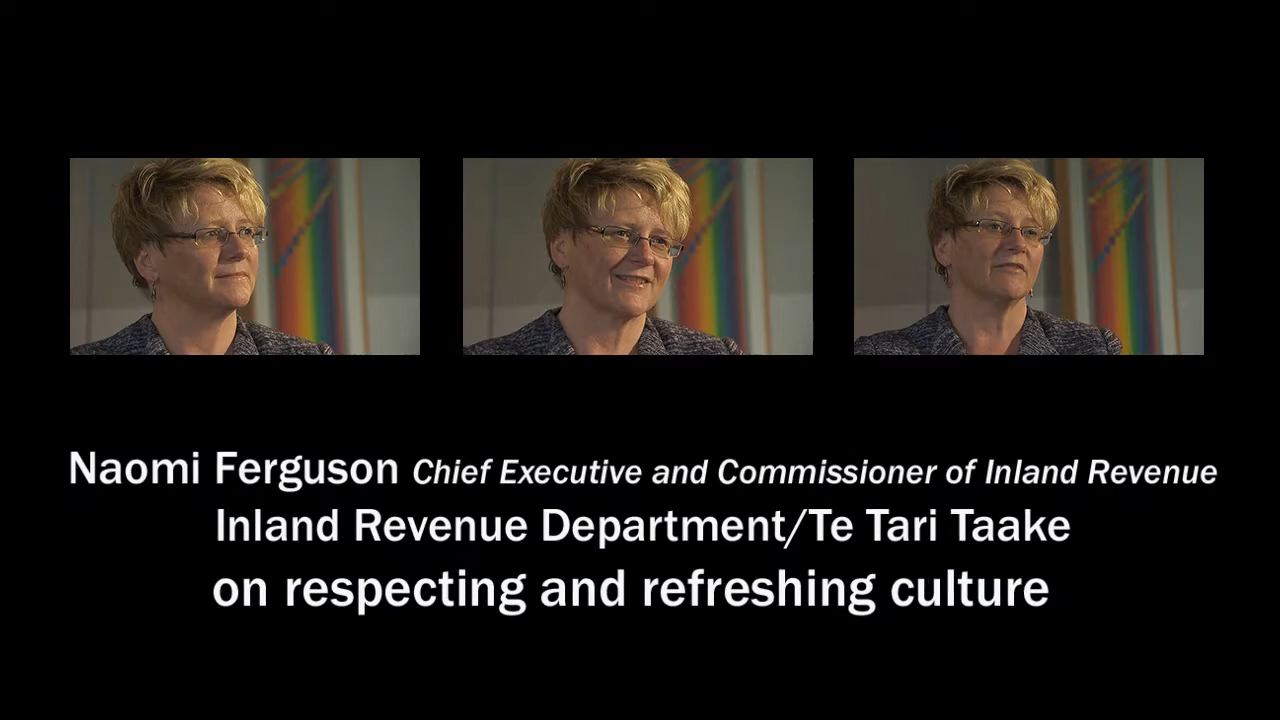 Naomi Ferguson Chief Executive and Commissioner of Inland Revenue
Inland Revenue Department/Te Tari Taake
on respecting and refreshing culture